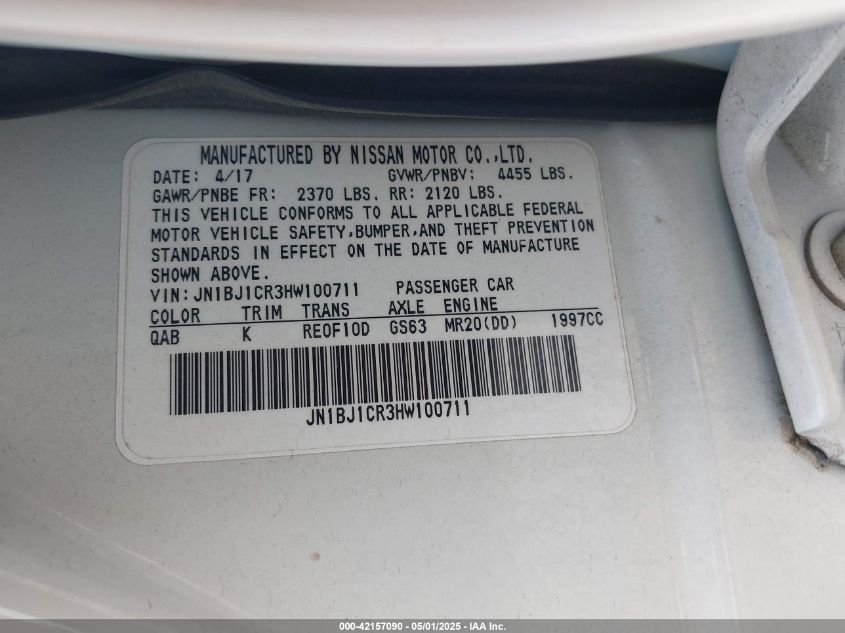 MANUFACTURED BY NISSAN MOTOR CO.,LTD.
DATE: 4/17 GVWR/PNBV: 4455 LBS.
GAWR/PNBE FR: 2370 LBS. RR: 2120 LBS.
THIS VEHICLE CONFORMS TO ALL APPLICABLE FEDERAL
MOTOR VEHICLE SAFETY,BUMPER,AND THEFT PREVENTION
STANDARDS IN EFFECT ON THE DATE OF MANUFACTURE
SHOWN ABOVE.
VIN: JN1BJ1CR3HW100711 PASSENGER CAR
COLOR TRIM TRANS AXLE ENGINE
QAB K RE0F10D GS63 MR20(DD) 1997CC
JN1BJ1CR3HW100711
000-42157090 - 05/01/2025 - IAA Inc.